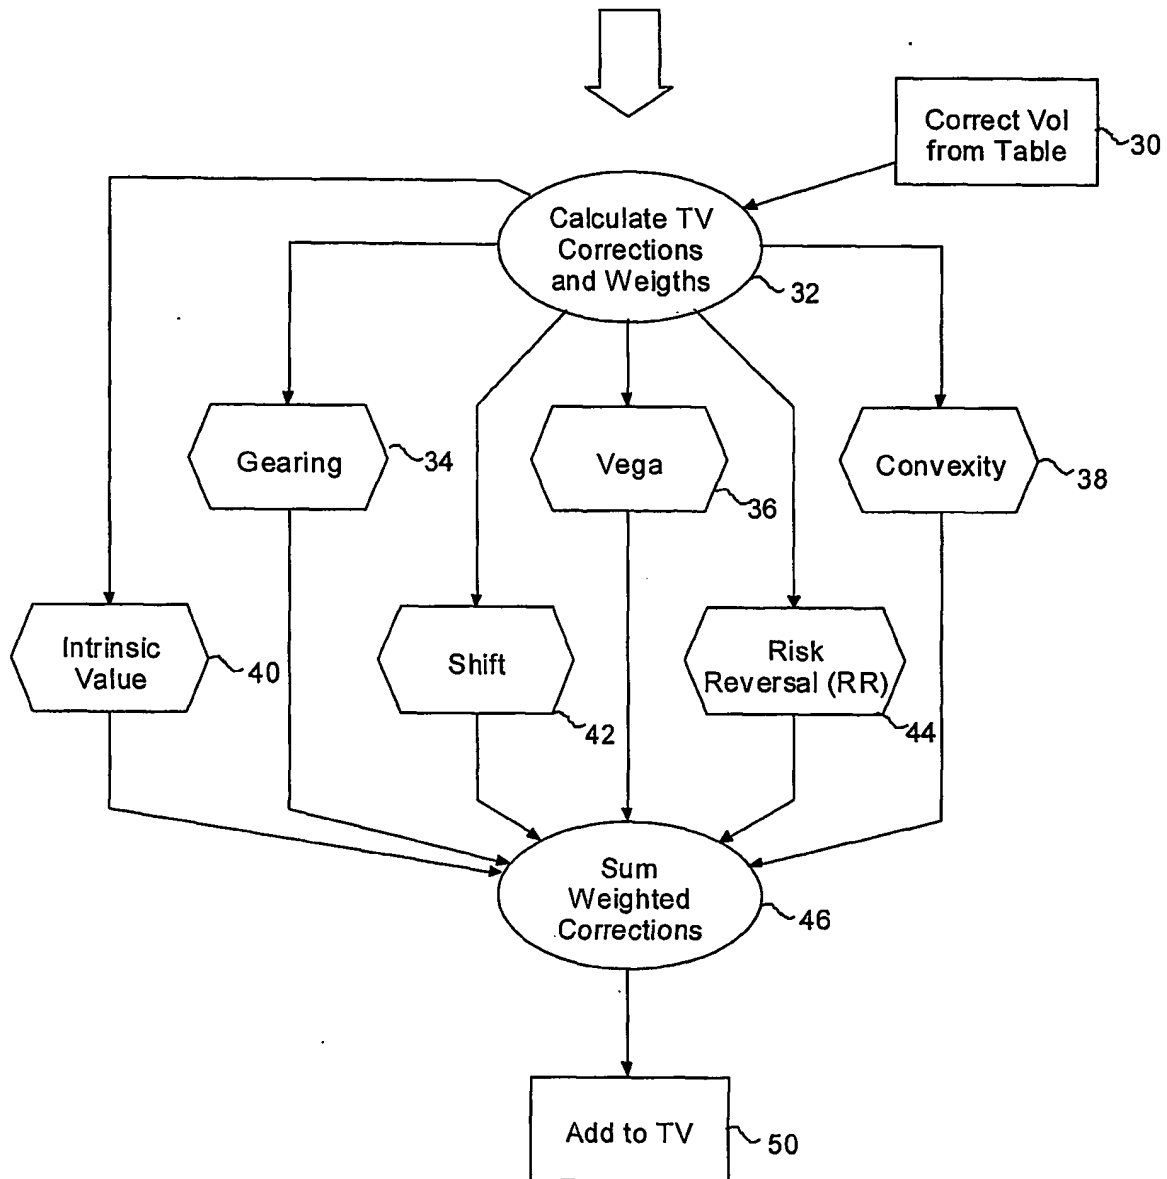 Correct Vol
from Table
30
Calculate TV
Corrections
and Weigths
32
Gearing
34
Vega
36
Convexity
38
Intrinsic
Value
40
Shift
42
Risk
Reversal (RR)
44
Sum
Weighted
Corrections
46
Add to TV
50